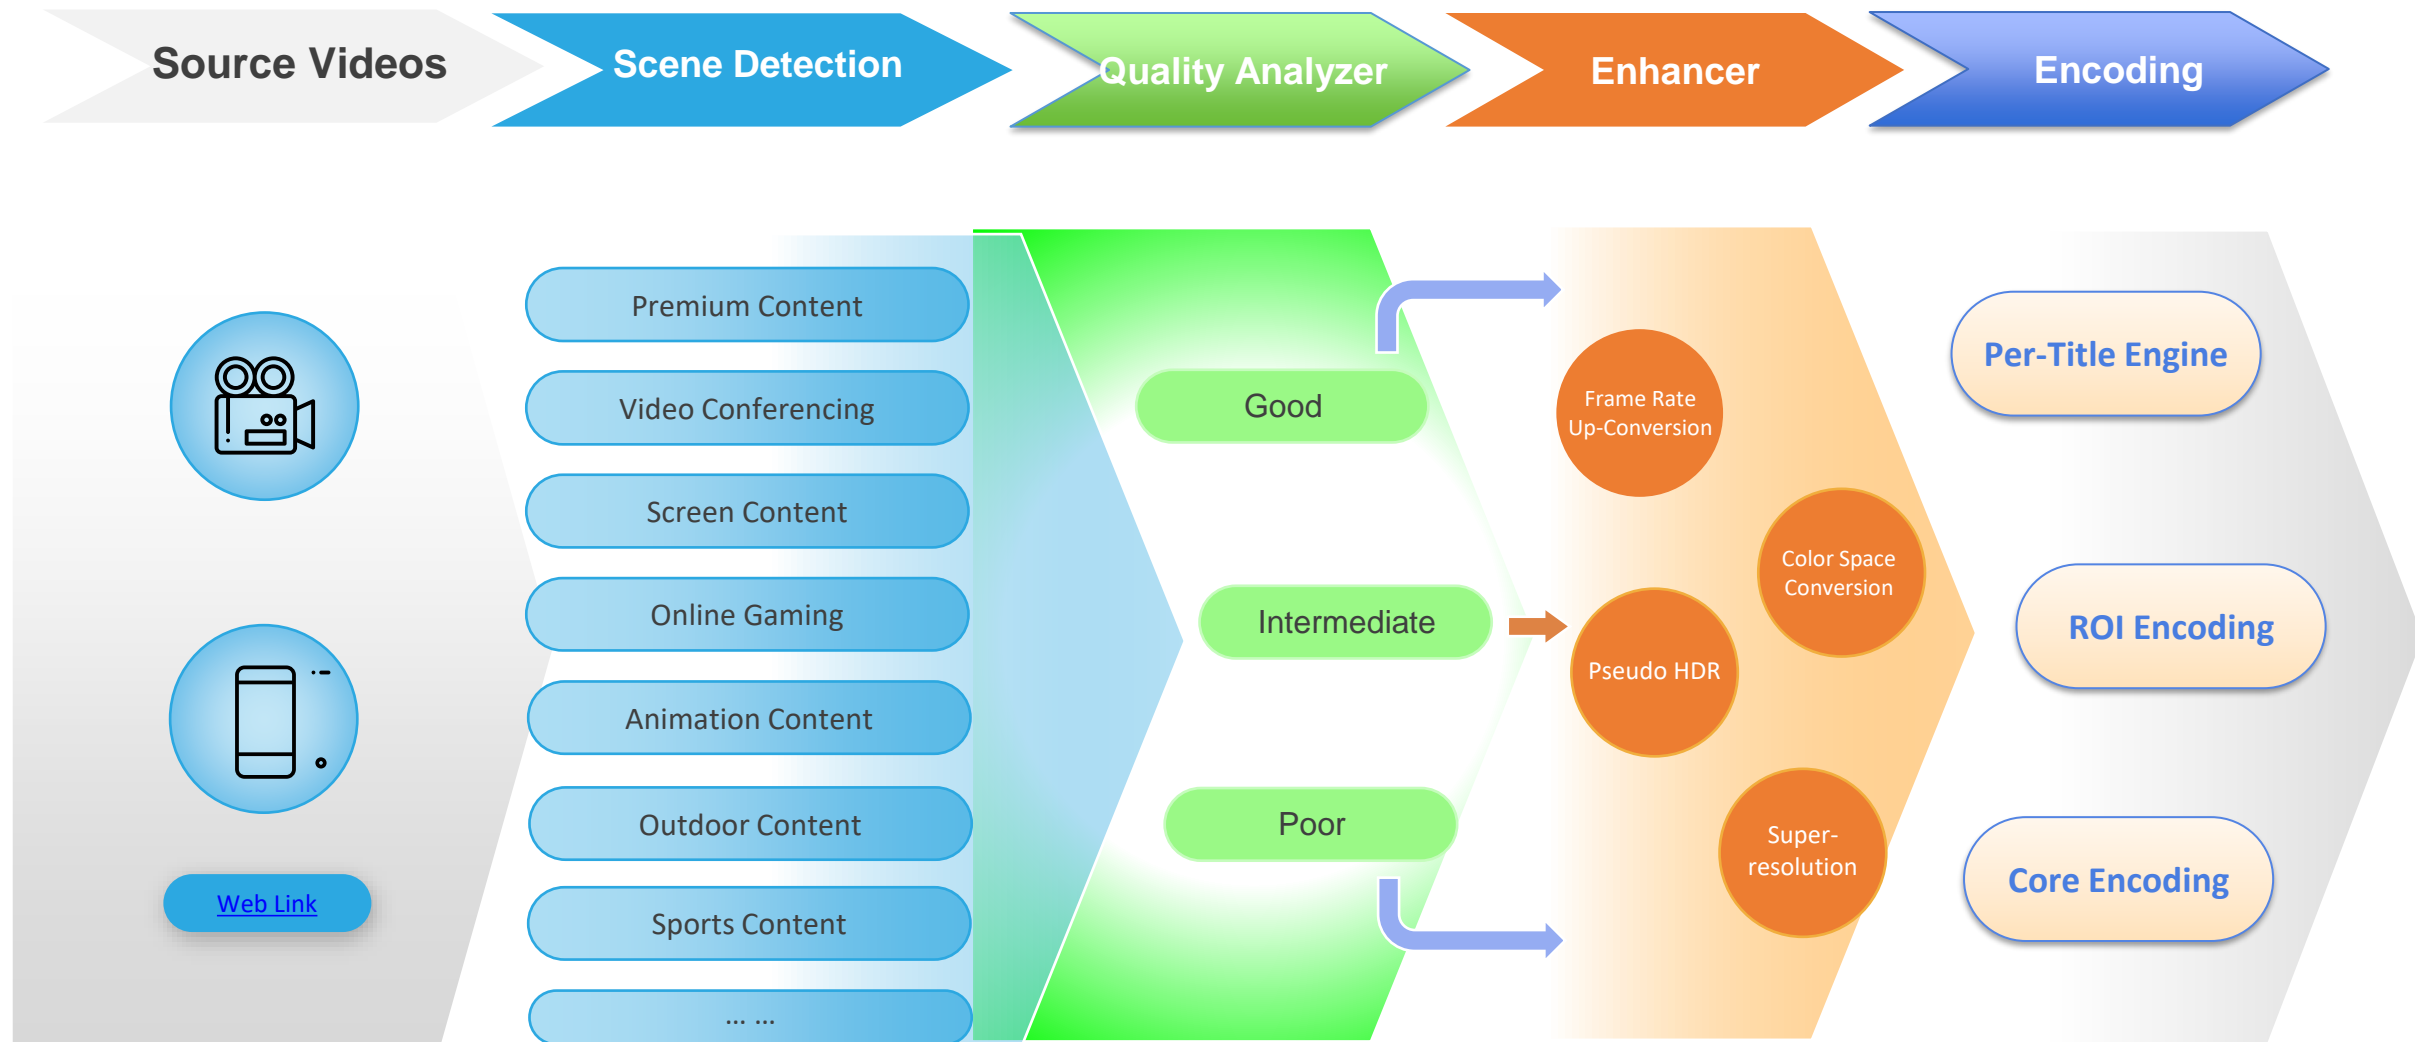 Source Videos
Scene Detection
Quality Analyzer
Enhancer
Encoding
Web Link
Premium Content
Video Conferencing
Screen Content
Online Gaming
Animation Content
Outdoor Content
Sports Content
... ...
Good
Intermediate
Poor
Frame Rate
Up-Conversion
Color Space
Conversion
Pseudo HDR
Super-
resolution
Per-Title Engine
ROI Encoding
Core Encoding